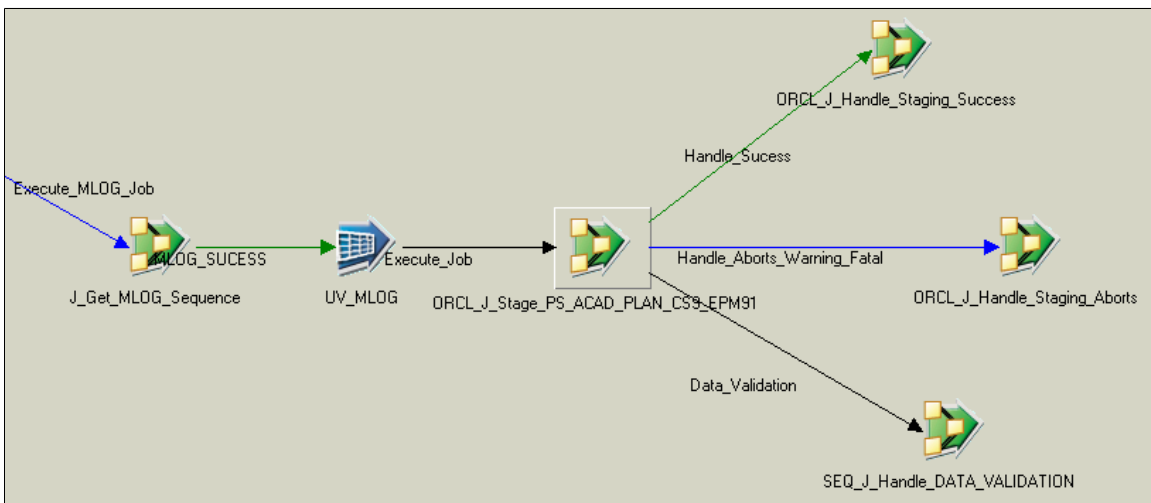 ORCL_J_Handle_Staging_Success
Handle_Sucess
Execute_MLOG_Job
MLOG_SUCESS
Execute_Job
Handle_Aborts_Warning_Fatal
J_Get_MLOG_Sequence
UV_MLOG
ORCL_J_Stage_PS_ACAD_PLAN_CS9_EPM91
ORCL_J_Handle_Staging_Aborts
Data_Validation
SEQ_J_Handle_DATA_VALIDATION